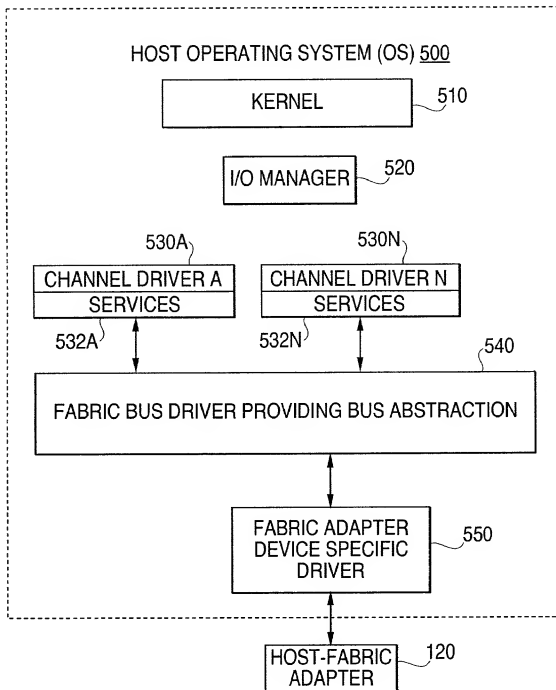 HOST OPERATING SYSTEM (OS) 500
KERNEL
510
I/O MANAGER
520
530A
530N
CHANNEL DRIVER A
CHANNEL DRIVER N
SERVICES
SERVICES
532A
532N
540
FABRIC BUS DRIVER PROVIDING BUS ABSTRACTION
FABRIC ADAPTER
DEVICE SPECIFIC
DRIVER
550
HOST-FABRIC
ADAPTER
120